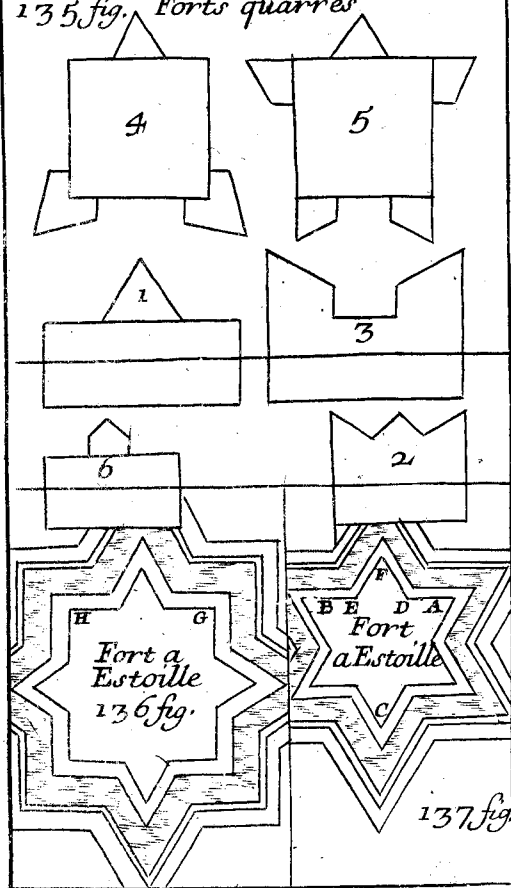 135 fig. Forts quarrés
4
5
1
3
6
2
H G
Fort a
Estoille
136 fig.
F
B E D A
Fort
a Estoille
C
137 fig.